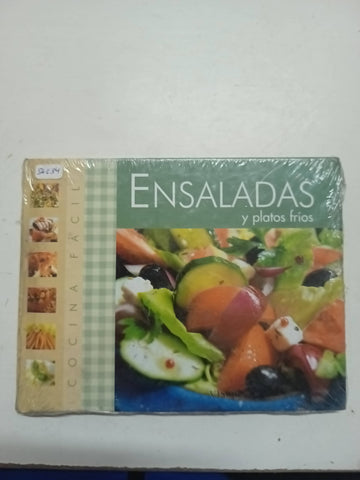 ENSALADAS
y platos fríos
COCINA FÁCIL